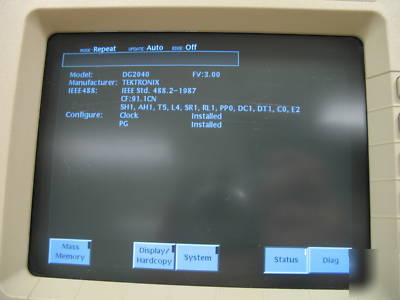 MODE: Repeat UPDATE: Auto EDGE: Off
Model: DG2040 FV:3.00
Manufacturer: TEKTRONIX
IEEE488: IEEE Std. 488.2-1987
CF:91.1CN
SH1, AH1, T5, L4, SR1, RL1, PP0, DC1, DT1, C0, E2
Configure: Clock Installed
PG Installed
Mass Memory
Display/ Hardcopy
System
Status
Diag